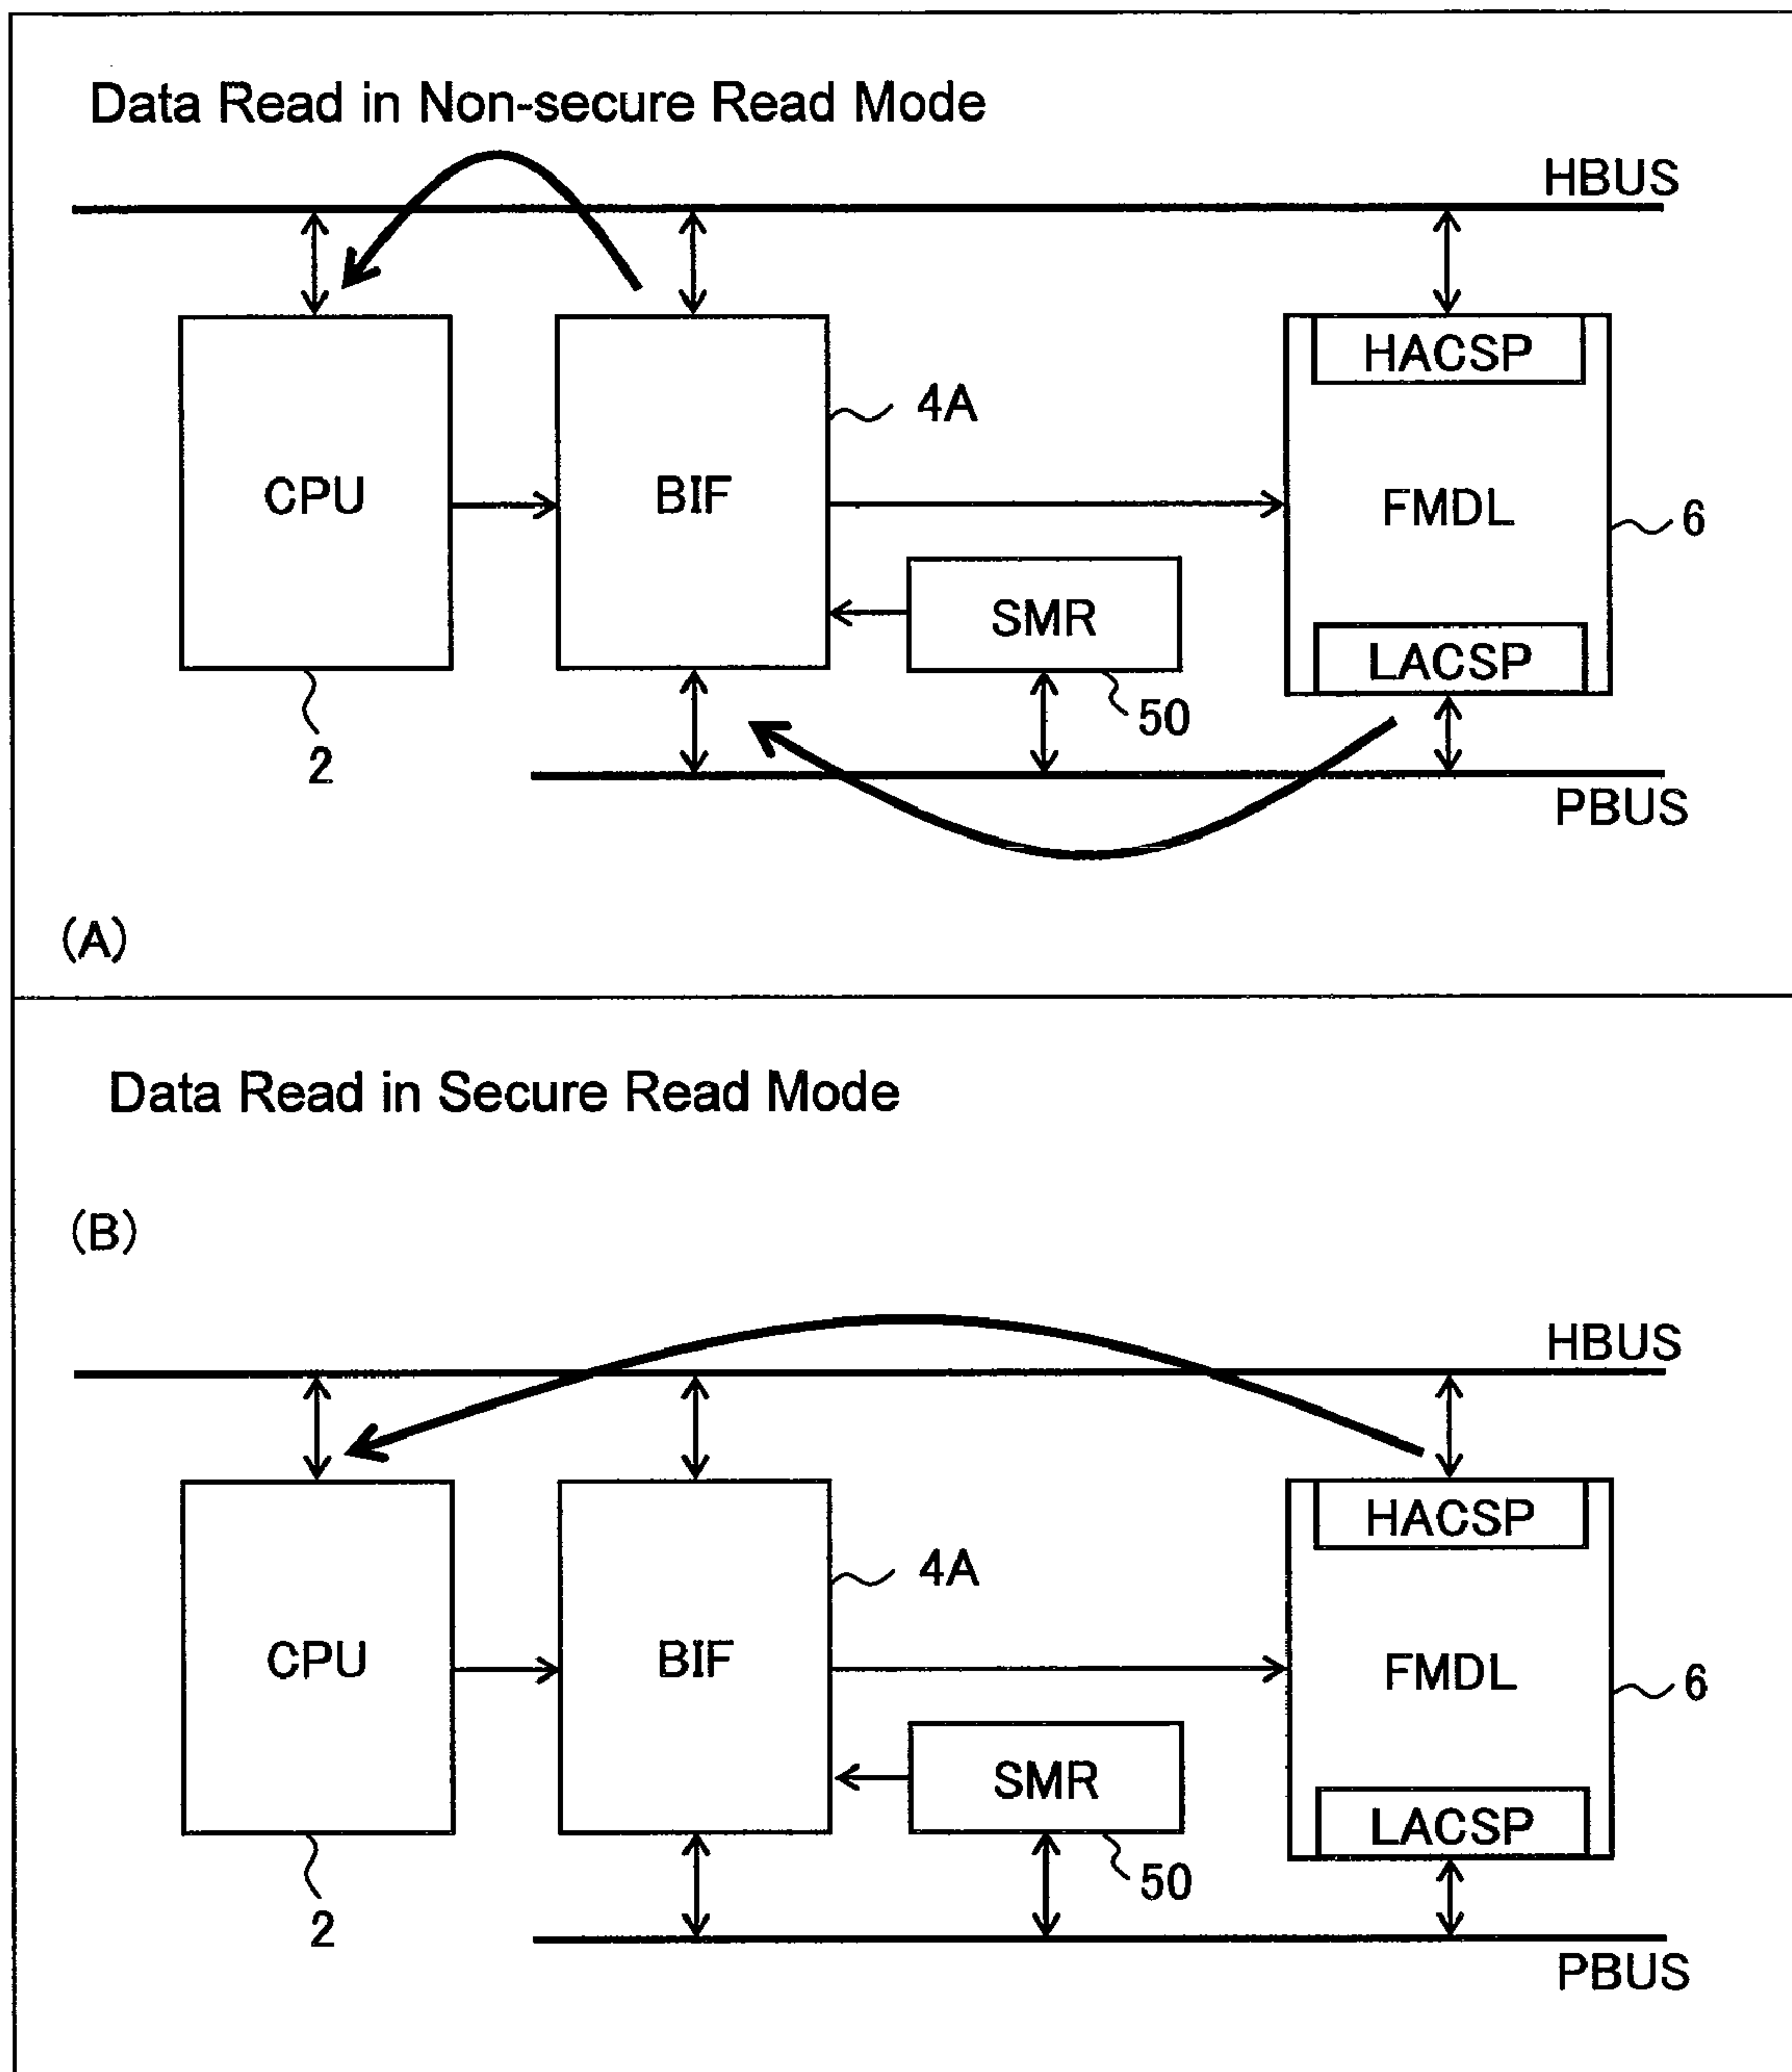 Data Read in Non-secure Read Mode
HBUS
HACSP
4A
CPU
BIF
FMDL
6
SMR
LACSP
50
2
PBUS
(A)
Data Read in Secure Read Mode
(B)
HBUS
HACSP
4A
CPU
BIF
FMDL
6
SMR
LACSP
50
2
PBUS